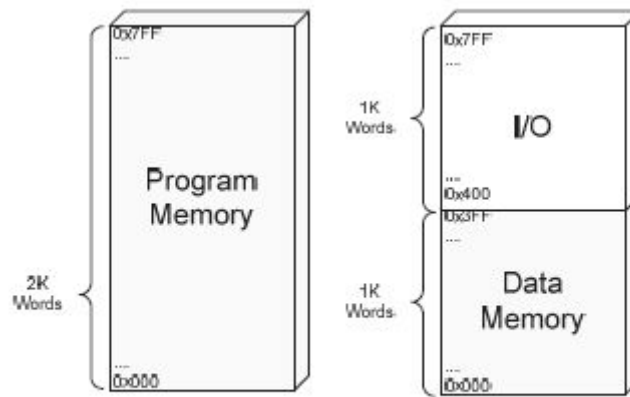 0x7FF
....
Program
Memory
2K
Words
....
0x000
0x7FF
....
1K
Words
I/O
....
0x400
0x3FF
....
1K
Words
Data
Memory
....
0x000